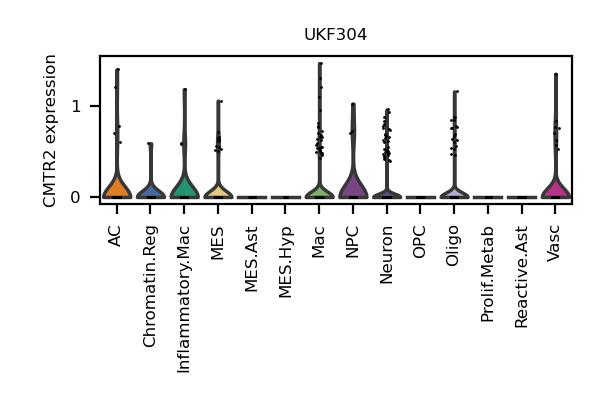 UKF304
CMTR2 expression
1
0
AC
Chromatin.Reg
Inflammatory.Mac
MES
MES.Ast
MES.Hyp
Mac
NPC
Neuron
OPC
Oligo
Prolif.Metab
Reactive.Ast
Vasc